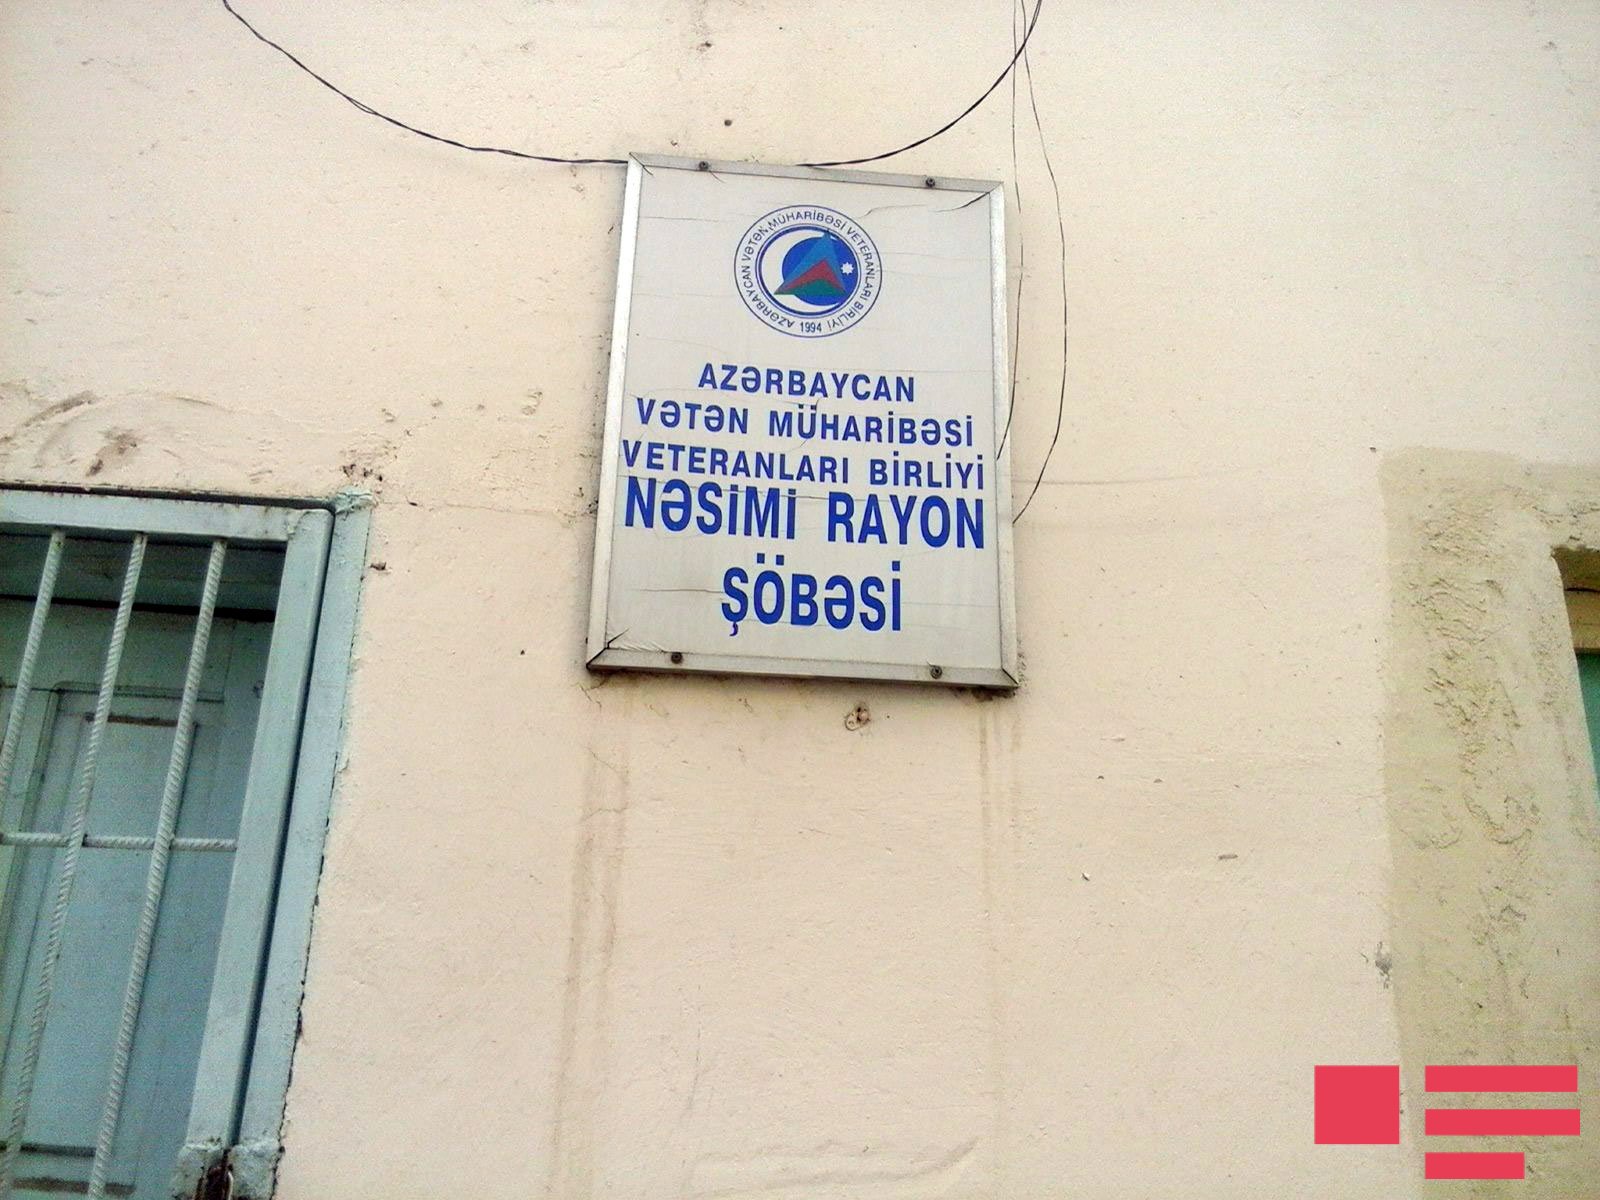 AZƏRBAYCAN VƏTƏN MÜHARİBƏSİ VETERANLARI BİRLİYİ
1994
AZƏRBAYCAN
VƏTƏN MÜHARİBƏSİ
VETERANLARI BİRLİYİ
NƏSİMİ RAYON
ŞÖBƏSİ